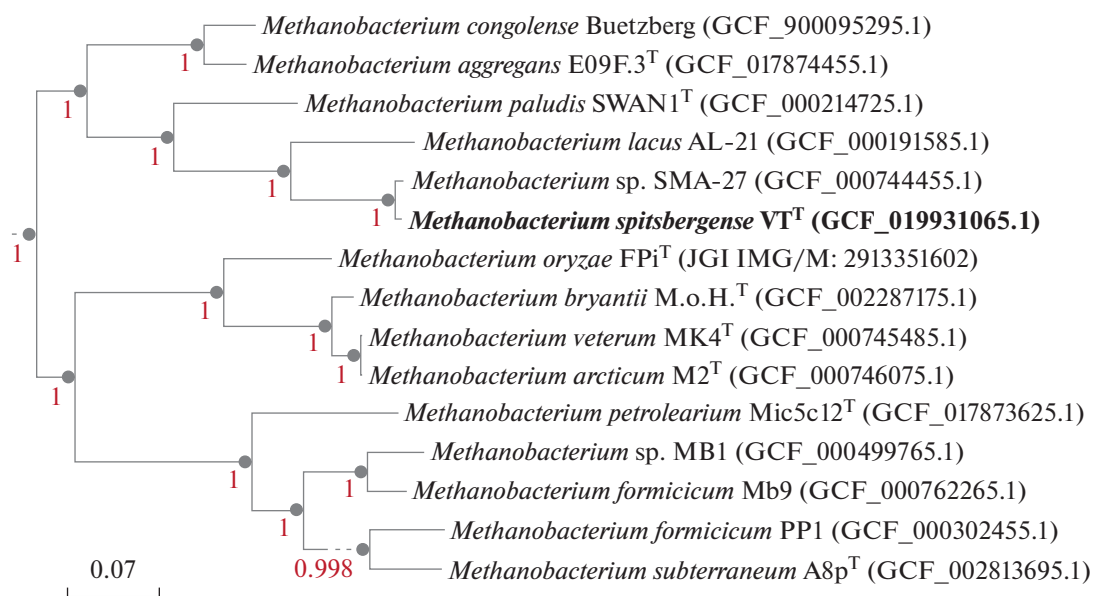 Methanobacterium congolense Buetzberg (GCF_900095295.1)
1
Methanobacterium aggregans E09F.3ᵀ (GCF_017874455.1)
1
Methanobacterium paludis SWAN1ᵀ (GCF_000214725.1)
1
Methanobacterium lacus AL-21 (GCF_000191585.1)
1
Methanobacterium sp. SMA-27 (GCF_000744455.1)
1
Methanobacterium spitsbergense VTᵀ (GCF_019931065.1)
1
Methanobacterium oryzae FPiᵀ (JGI IMG/M: 2913351602)
1
Methanobacterium bryantii M.o.H.ᵀ (GCF_002287175.1)
1
Methanobacterium veterum MK4ᵀ (GCF_000745485.1)
1
Methanobacterium arcticum M2ᵀ (GCF_000746075.1)
1
Methanobacterium petrolearium Mic5c12ᵀ (GCF_017873625.1)
1
Methanobacterium sp. MB1 (GCF_000499765.1)
1
Methanobacterium formicicum Mb9 (GCF_000762265.1)
1
Methanobacterium formicicum PP1 (GCF_000302455.1)
0.998
Methanobacterium subterraneum A8pᵀ (GCF_002813695.1)
0.07